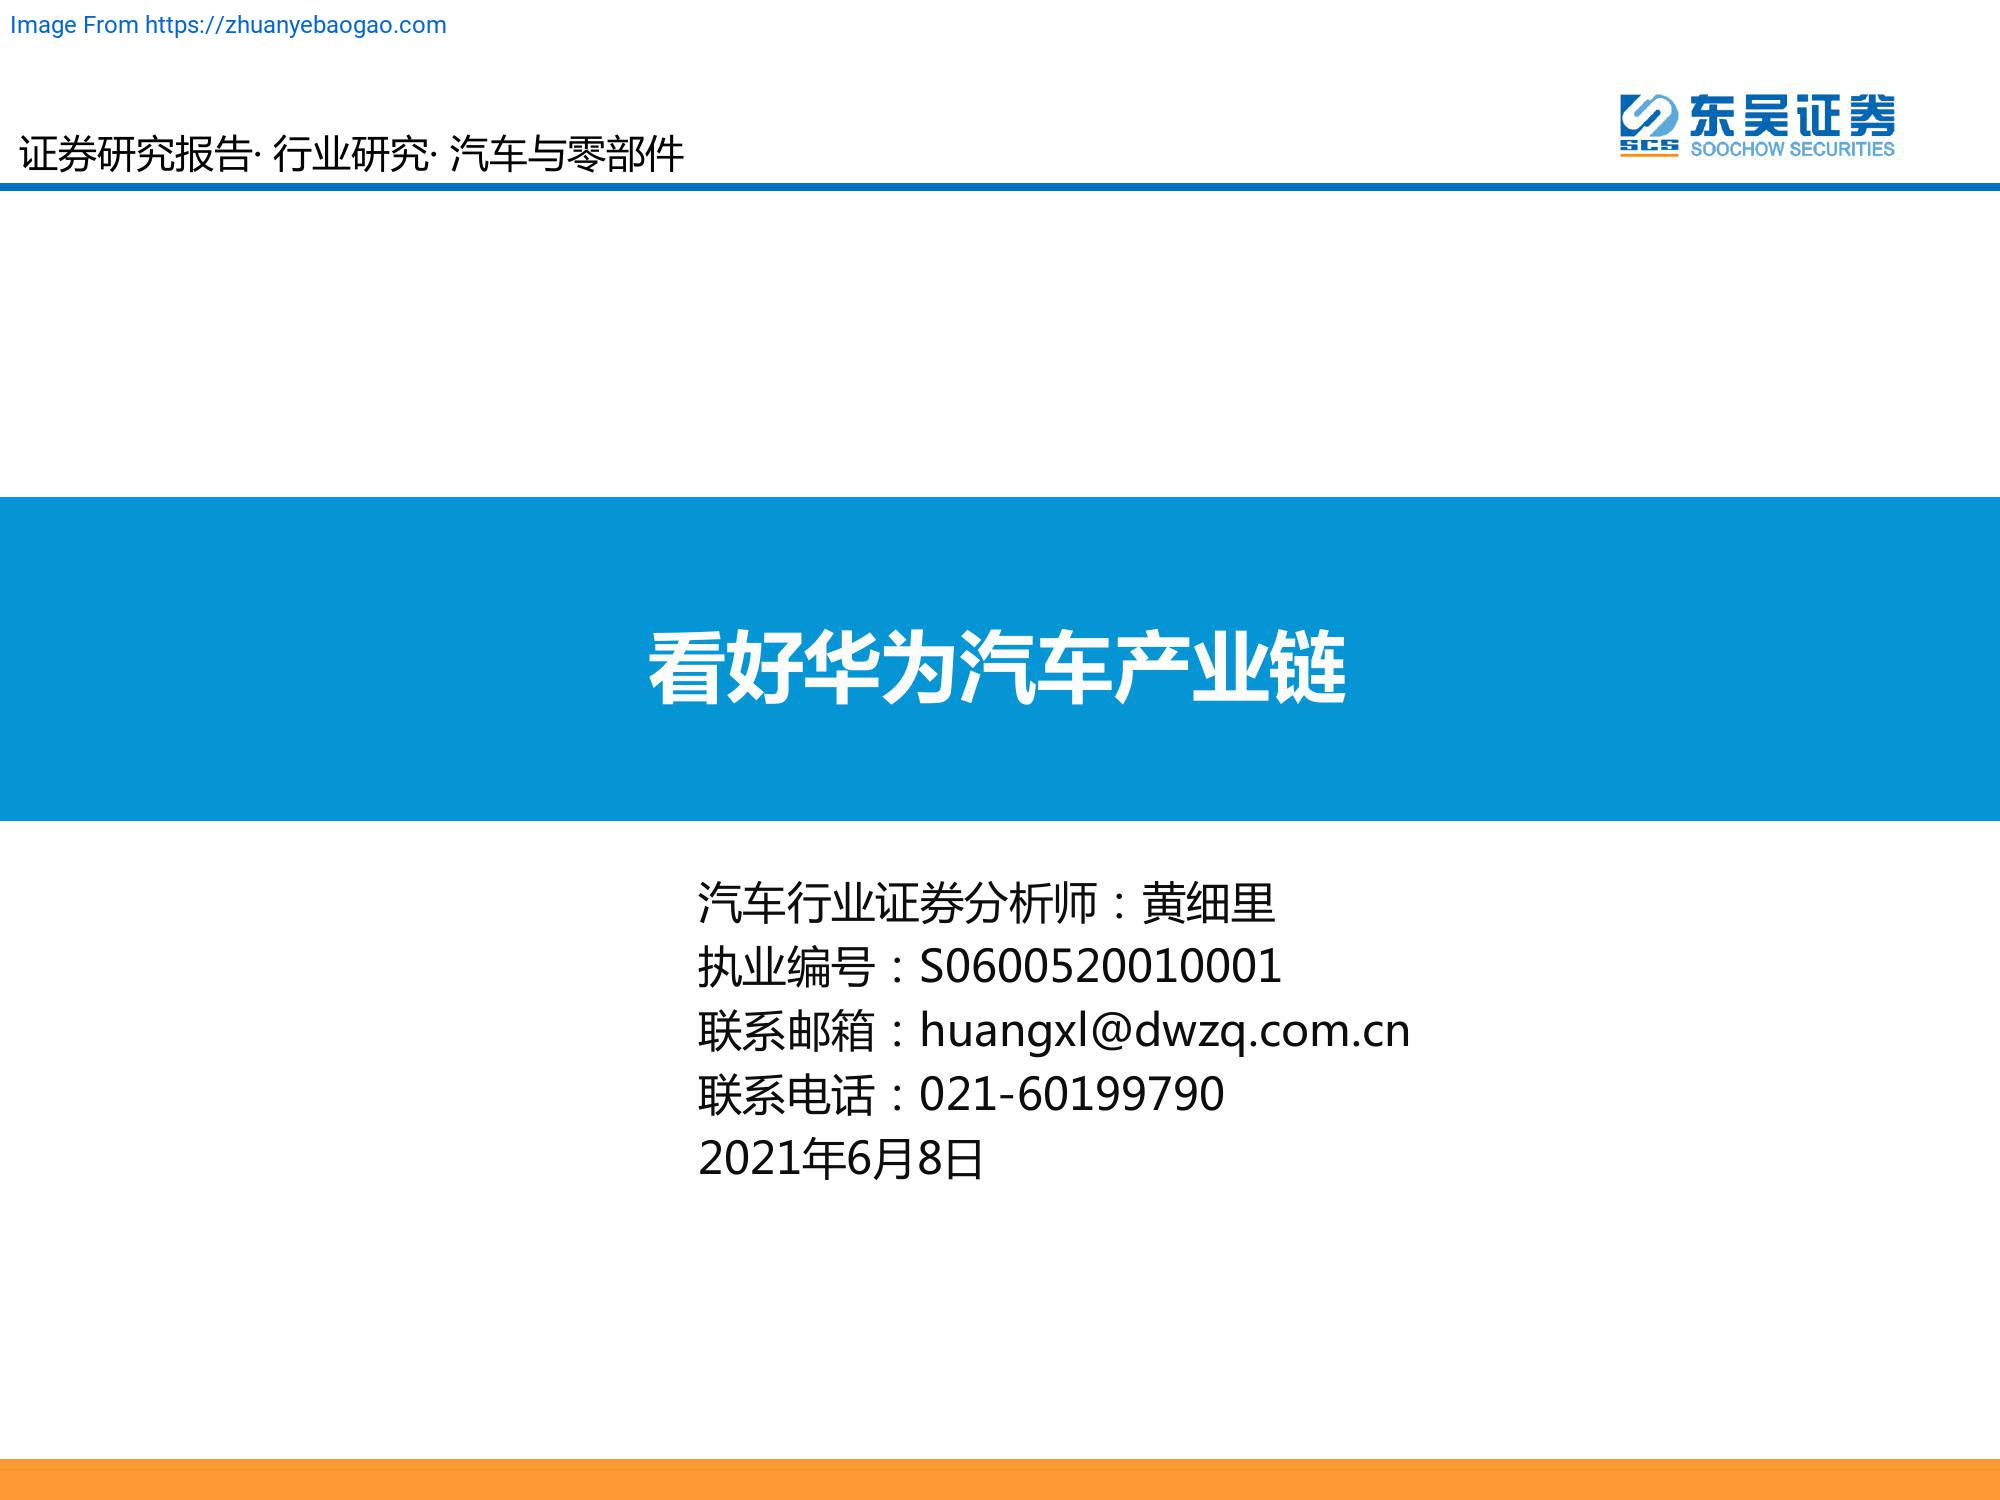 Image From https://zhuanyebaogao.com
东吴证券
SCS
SOOCHOW SECURITIES
证券研究报告· 行业研究· 汽车与零部件
看好华为汽车产业链
汽车行业证券分析师：黄细里
执业编号：S0600520010001
联系邮箱：huangxl@dwzq.com.cn
联系电话：021-60199790
2021年6月8日